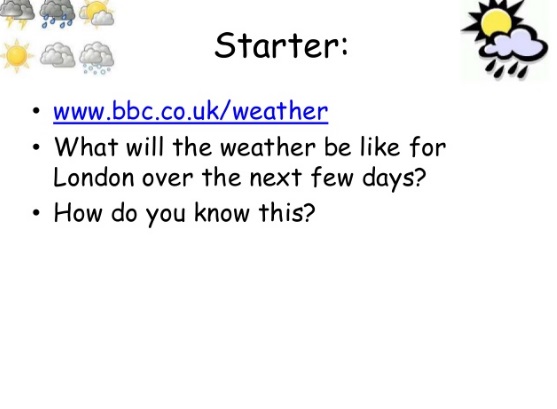 Starter:
• www.bbc.co.uk/weather
• What will the weather be like for
London over the next few days?
• How do you know this?